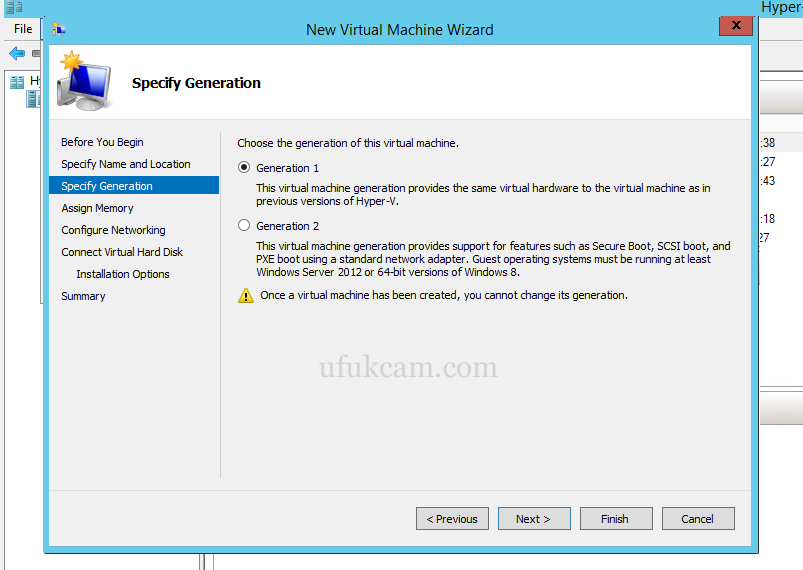 Hyper-
New Virtual Machine Wizard
X
File
Specify Generation
Before You Begin
Specify Name and Location
Specify Generation
Assign Memory
Configure Networking
Connect Virtual Hard Disk
Installation Options
Summary
Choose the generation of this virtual machine.
Generation 1
This virtual machine generation provides the same virtual hardware to the virtual machine as in
previous versions of Hyper-V.
Generation 2
This virtual machine generation provides support for features such as Secure Boot, SCSI boot, and
PXE boot using a standard network adapter. Guest operating systems must be running at least
Windows Server 2012 or 64-bit versions of Windows 8.
Once a virtual machine has been created, you cannot change its generation.
ufukcam.com
< Previous
Next >
Finish
Cancel
:38
:27
:43
:18
27